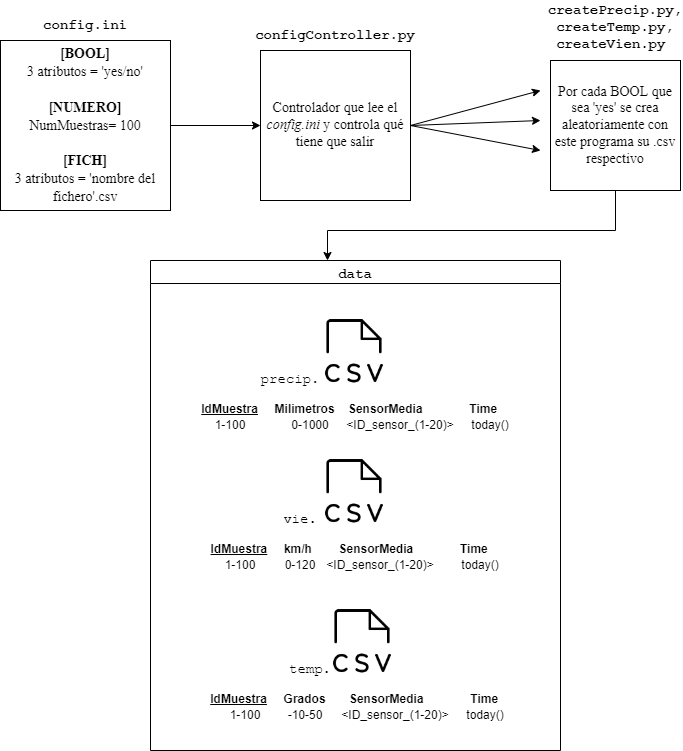 config.ini
[BOOL]
3 atributos = 'yes/no'
[NUMERO]
NumMuestras= 100
[FICH]
3 atributos = 'nombre del
fichero'.csv
configController.py
Controlador que lee el
config.ini y controla qué
tiene que salir
createPrecip.py,
createTemp.py,
createVien.py
Por cada BOOL que
sea 'yes' se crea
aleatoriamente con
este programa su .csv
respectivo
data
precip. CSV
IdMuestra Milimetros SensorMedia Time
1-100 0-1000 <ID_sensor_(1-20)> today()
vie. CSV
IdMuestra km/h SensorMedia Time
1-100 0-120 <ID_sensor_(1-20)> today()
temp. CSV
IdMuestra Grados SensorMedia Time
1-100 -10-50 <ID_sensor_(1-20)> today()